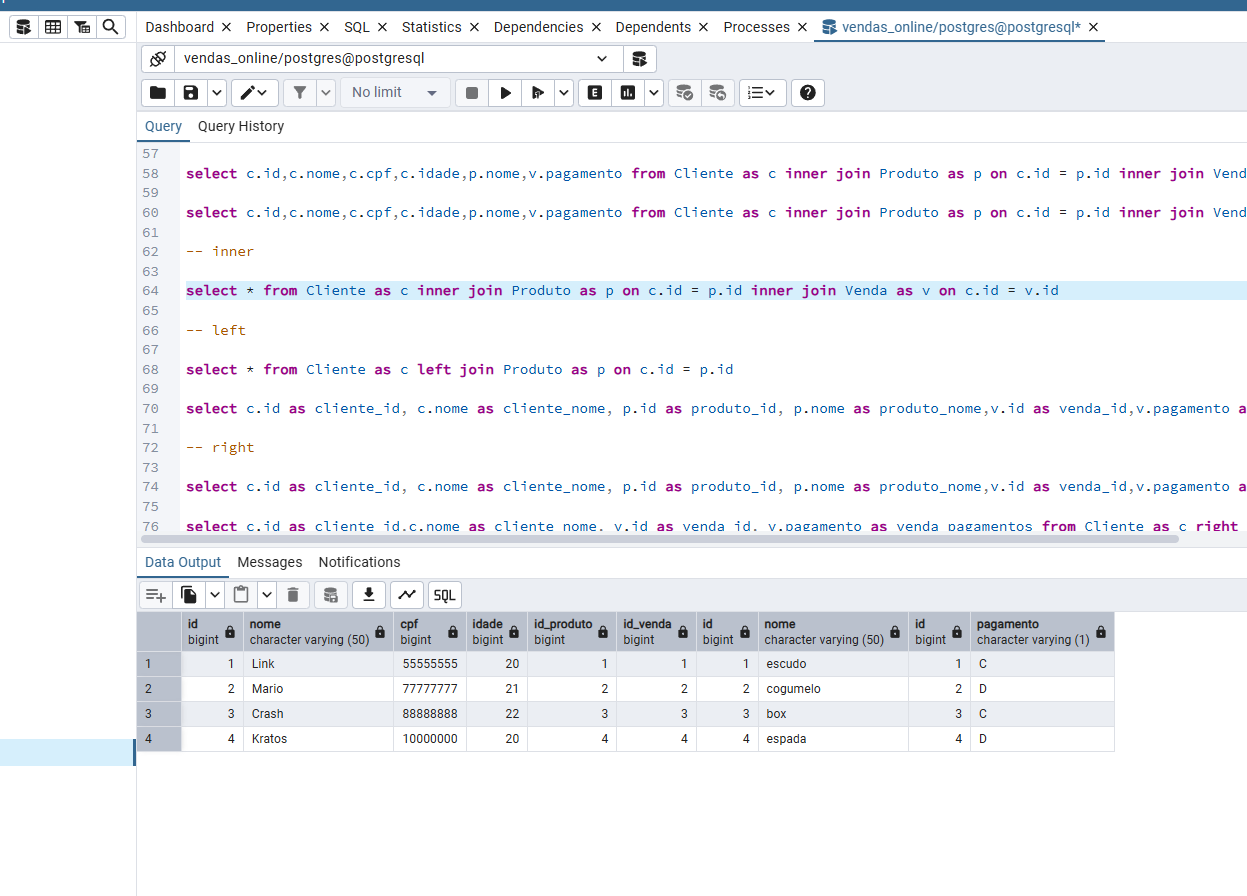 Dashboard × Properties × SQL × Statistics × Dependencies × Dependents × Processes × vendas_online/postgres@postgresql* ×
vendas_online/postgres@postgresql
No limit
E
Query Query History
57
58 select c.id,c.nome,c.cpf,c.idade,p.nome,v.pagamento from Cliente as c inner join Produto as p on c.id = p.id inner join Vend
59
60 select c.id,c.nome,c.cpf,c.idade,p.nome,v.pagamento from Cliente as c inner join Produto as p on c.id = p.id inner join Vend
61
62 -- inner
63
64 select * from Cliente as c inner join Produto as p on c.id = p.id inner join Venda as v on c.id = v.id
65
66 -- left
67
68 select * from Cliente as c left join Produto as p on c.id = p.id
69
70 select c.id as cliente_id, c.nome as cliente_nome, p.id as produto_id, p.nome as produto_nome,v.id as venda_id,v.pagamento a
71
72 -- right
73
74 select c.id as cliente_id, c.nome as cliente_nome, p.id as produto_id, p.nome as produto_nome,v.id as venda_id,v.pagamento a
75
76 select c.id as cliente_id,c.nome as cliente_nome, v.id as venda_id, v.pagamento as venda_pagamentos from Cliente as c right
Data Output Messages Notifications
SQL
id nome cpf idade id_produto id_venda id nome id pagamento
bigint character varying (50) bigint bigint bigint bigint bigint character varying (50) bigint character varying (1)
1 1 Link 55555555 20 1 1 1 escudo 1 C
2 2 Mario 77777777 21 2 2 2 cogumelo 2 D
3 3 Crash 88888888 22 3 3 3 box 3 C
4 4 Kratos 10000000 20 4 4 4 espada 4 D